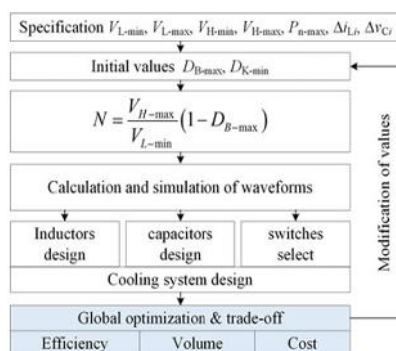 Specification V_L-min, V_L-max, V_H-min, V_H-max, P_n-max, Δi_Li, Δv_Ci
Initial values D_B-max, D_K-min
N = V_H-max / V_L-min (1 − D_B-max)
Calculation and simulation of waveforms
Inductors design
capacitors design
switches select
Cooling system design
Global optimization & trade-off
Efficiency Volume Cost
Modification of values